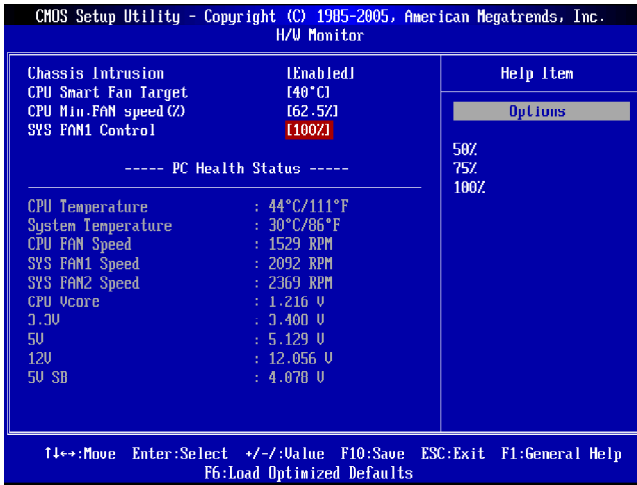 CMOS Setup Utility - Copyright (C) 1985-2005, American Megatrends, Inc.
H/W Monitor
Chassis Intrusion [Enabled]
CPU Smart Fan Target [40°C]
CPU Min.FAN speed(%) [62.5%]
SYS FAN1 Control [100%]
----- PC Health Status -----
CPU Temperature : 44°C/111°F
System Temperature : 30°C/86°F
CPU FAN Speed : 1529 RPM
SYS FAN1 Speed : 2092 RPM
SYS FAN2 Speed : 2369 RPM
CPU Vcore : 1.216 V
3.3V : 3.400 V
5V : 5.129 V
12V : 12.056 V
5V SB : 4.078 V
Help Item
Options
50%
75%
100%
↑↓←→:Move Enter:Select +/-/:Value F10:Save ESC:Exit F1:General Help
F6:Load Optimized Defaults